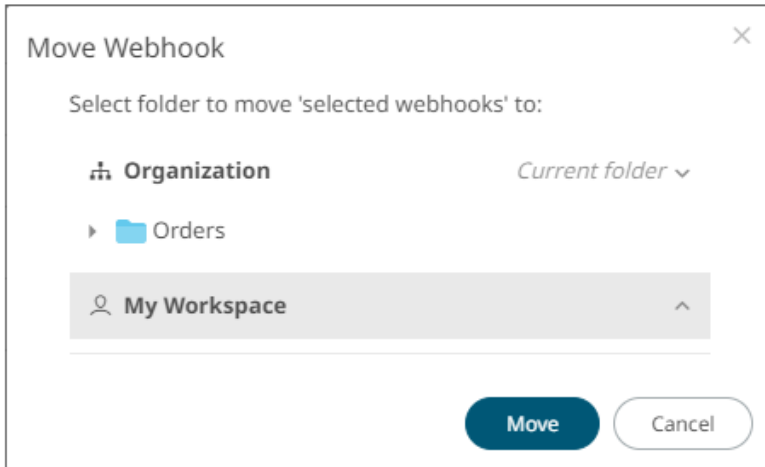 Move Webhook
Select folder to move 'selected webhooks' to:
Organization Current folder
Orders
My Workspace
Move Cancel